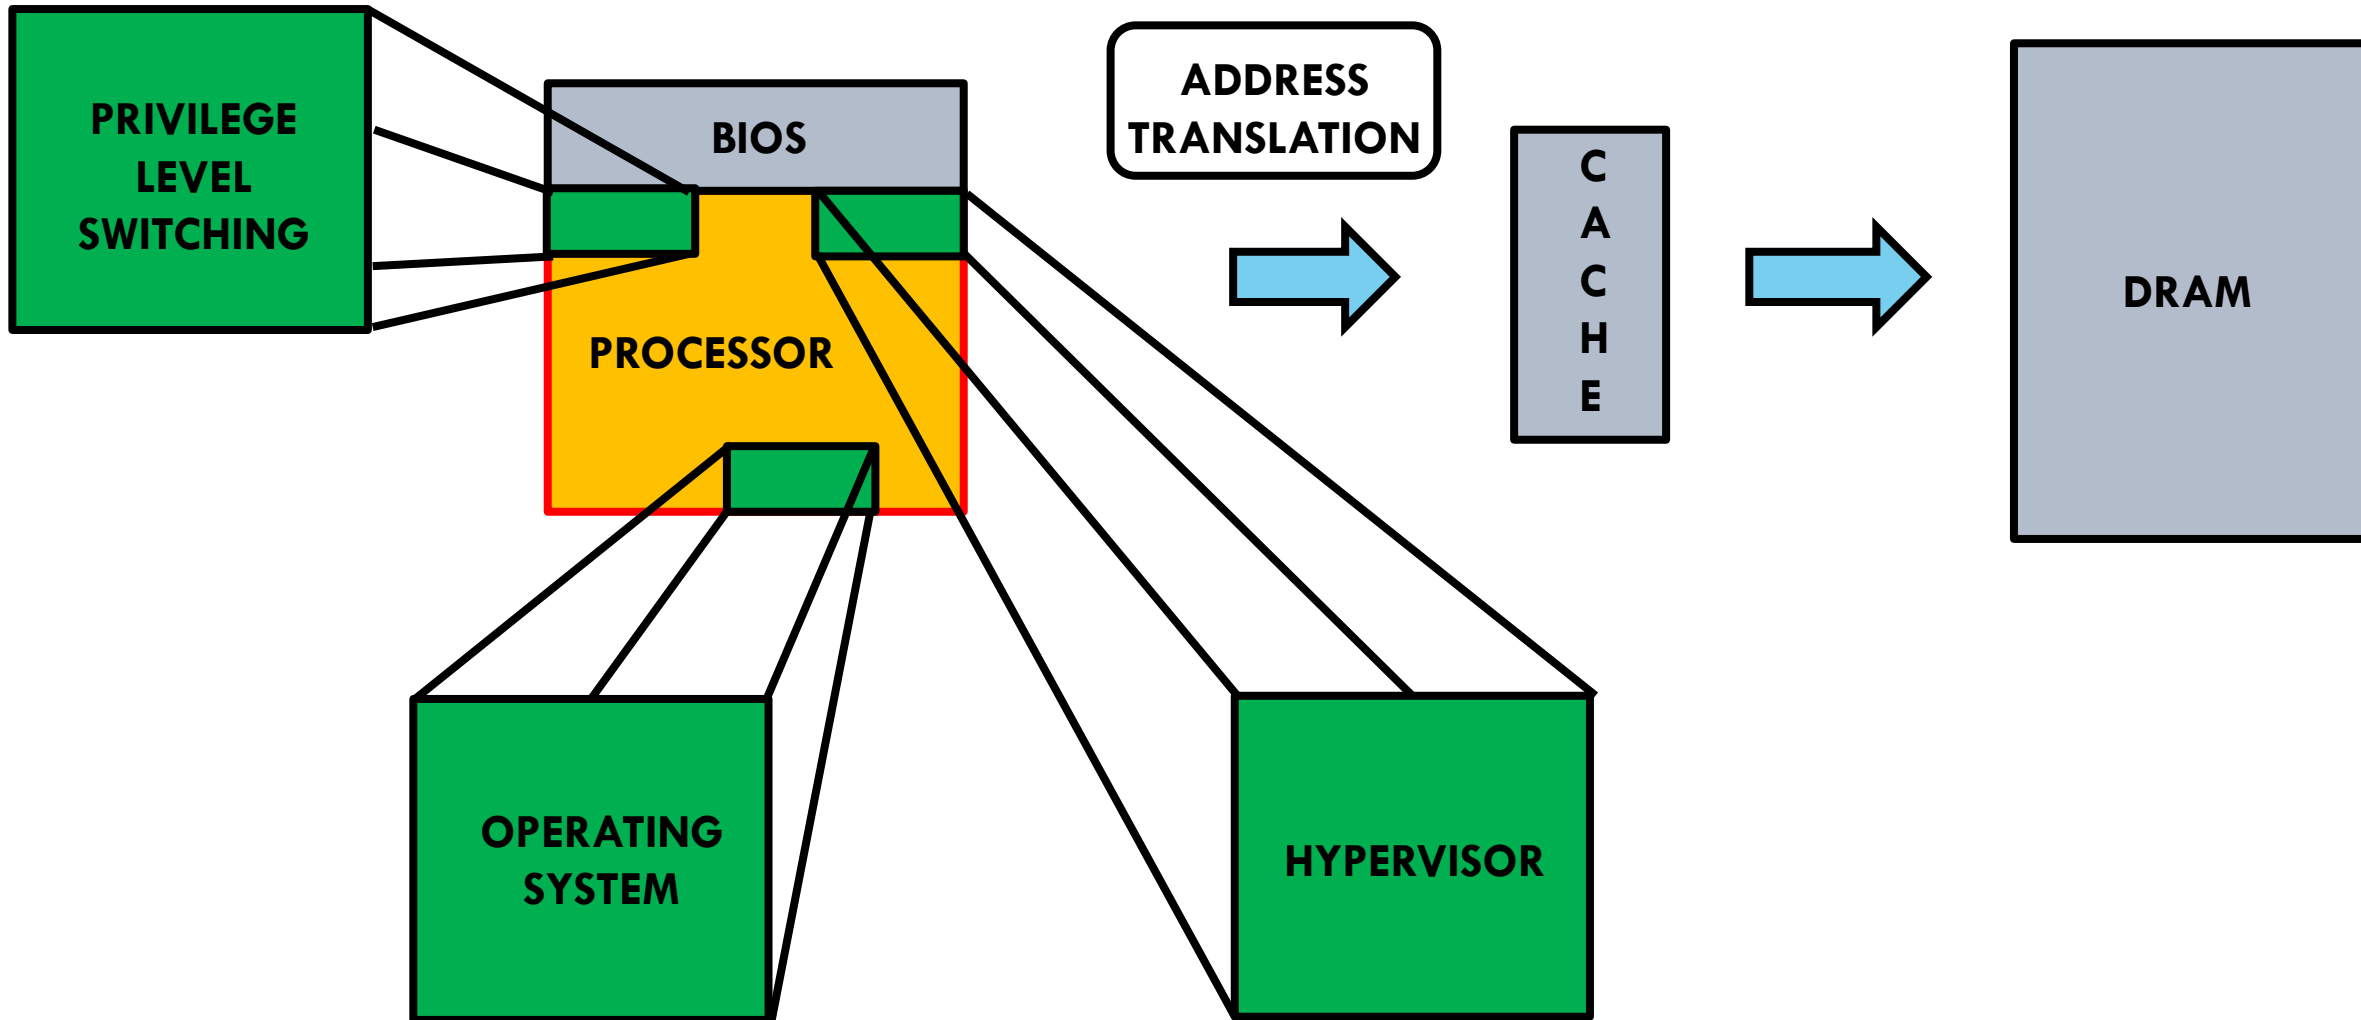 PRIVILEGE
LEVEL
SWITCHING
BIOS
PROCESSOR
ADDRESS
TRANSLATION
C
A
C
H
E
DRAM
OPERATING
SYSTEM
HYPERVISOR